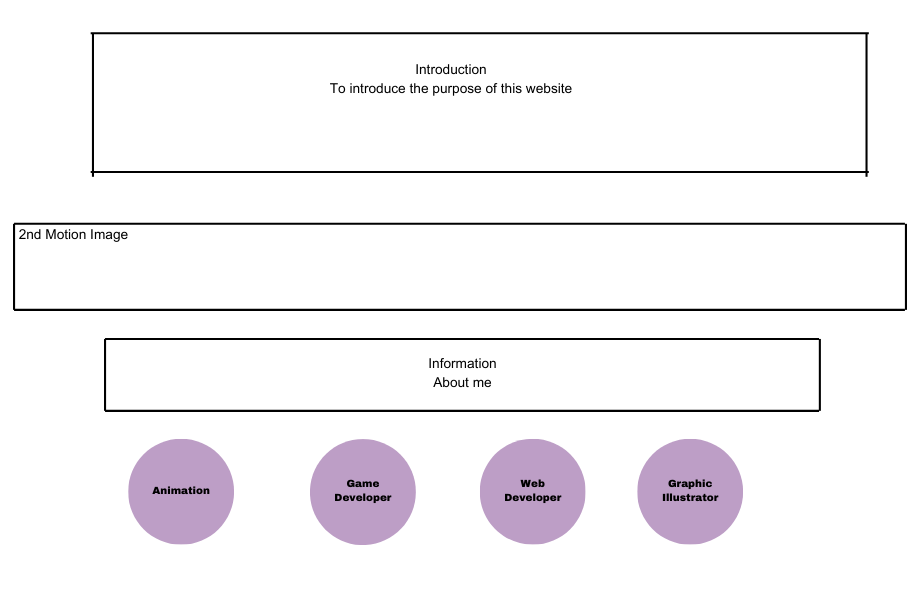 Introduction
To introduce the purpose of this website
2nd Motion Image
Information
About me
Animation
Game
Developer
Web
Developer
Graphic
Illustrator